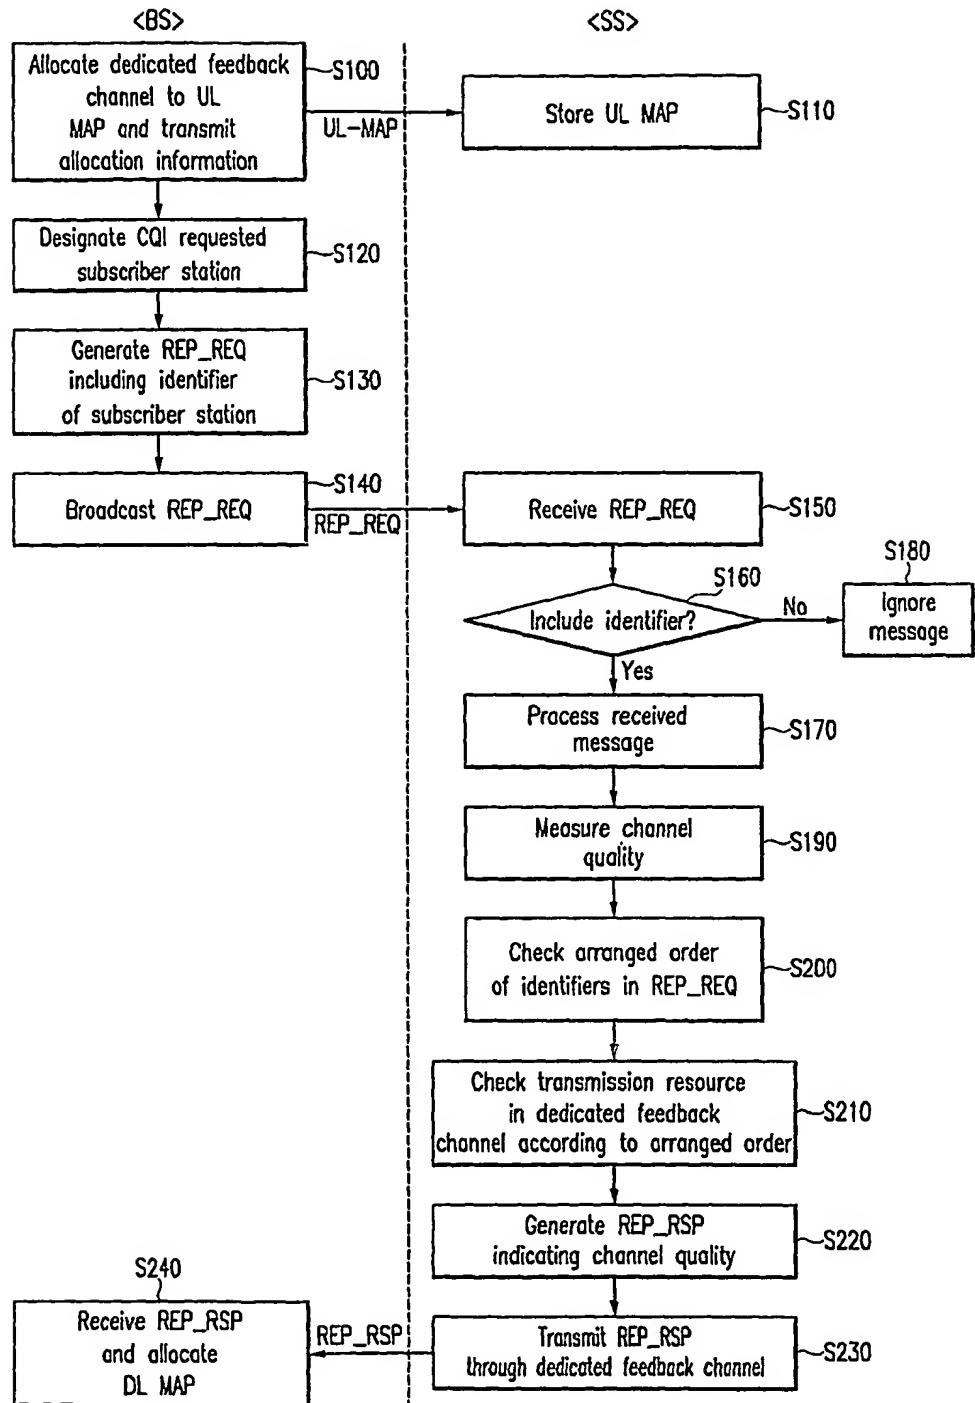 <BS>
<SS>
Allocate dedicated feedback
channel to UL
MAP and transmit
allocation information
S100
UL-MAP
Store UL MAP
S110
Designate CQI requested
subscriber station
S120
Generate REP_REQ
including identifier
of subscriber station
S130
Broadcast REP_REQ
S140
REP_REQ
Receive REP_REQ
S150
Include identifier?
S160
No
Ignore
message
S180
Yes
Process received
message
S170
Measure channel
quality
S190
Check arranged order
of identifiers in REP_REQ
S200
Check transmission resource
in dedicated feedback
channel according to arranged order
S210
Generate REP_RSP
indicating channel quality
S220
Transmit REP_RSP
through dedicated feedback channel
S230
REP_RSP
S240
Receive REP_RSP
and allocate
DL MAP